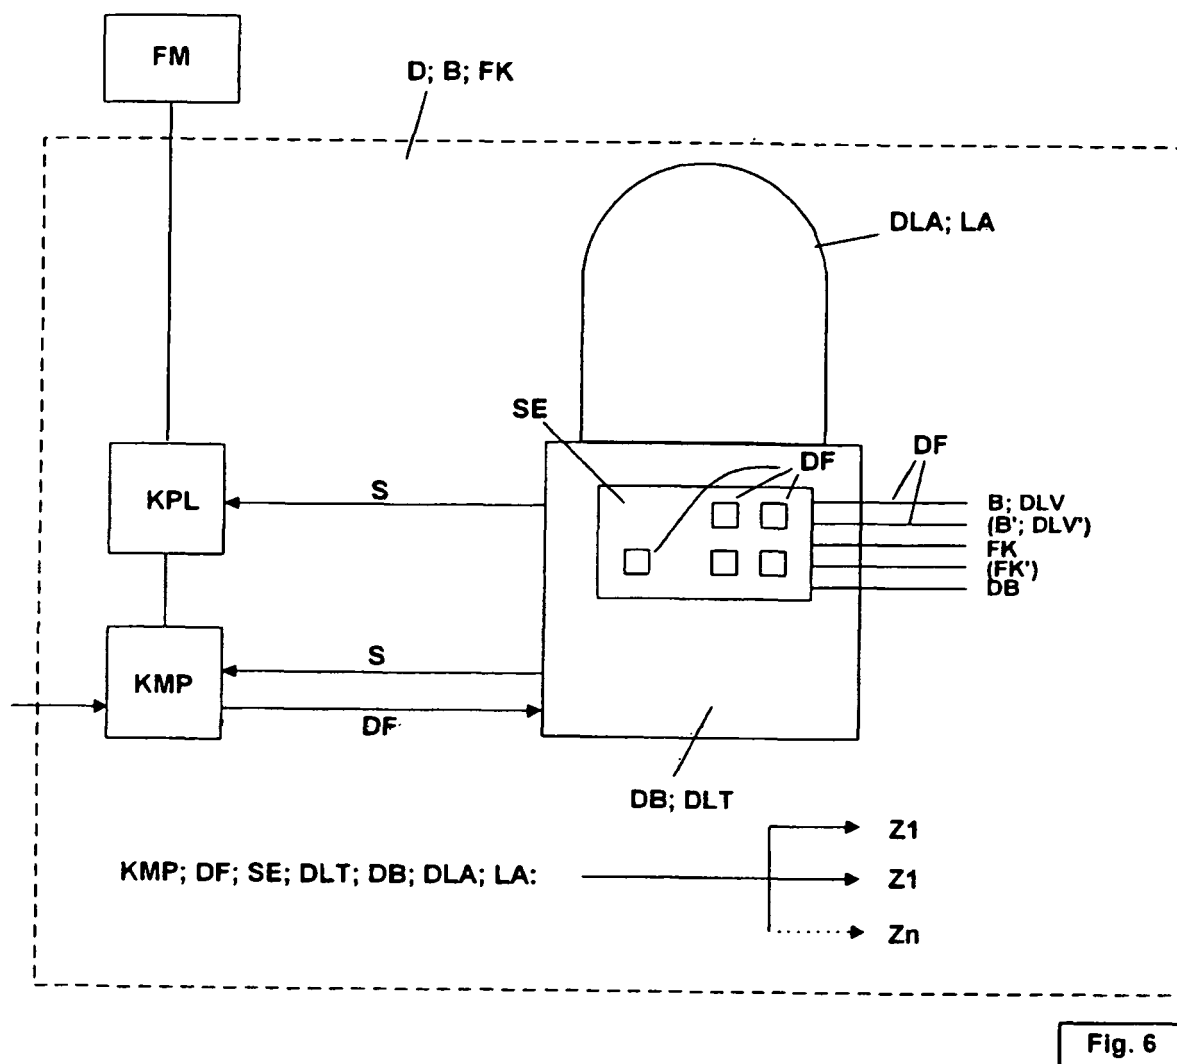 FM
D; B; FK
DLA; LA
SE
DF
DF
KPL
S
B; DLV
(B'; DLV')
FK
(FK')
DB
KMP
S
DF
DB; DLT
Z1
KMP; DF; SE; DLT; DB; DLA; LA:
Z1
Zn
Fig. 6